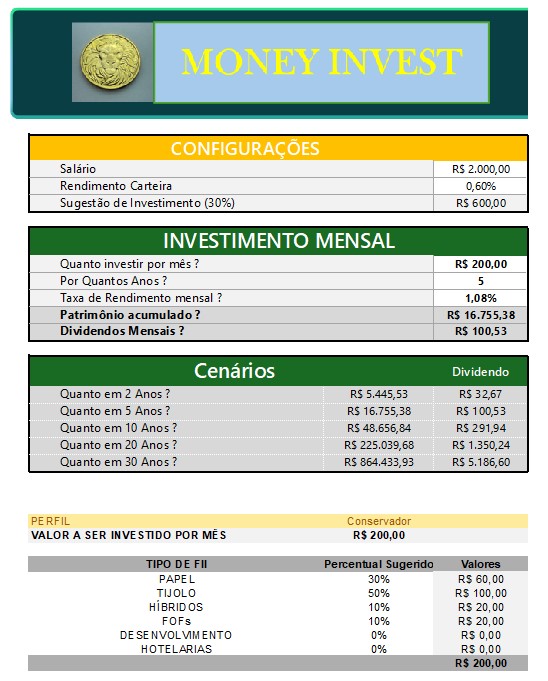 MONEY INVEST
CONFIGURAÇÕES
Salário R$ 2.000,00
Rendimento Carteira 0,60%
Sugestão de Investimento (30%) R$ 600,00
INVESTIMENTO MENSAL
Quanto investir por mês ? R$ 200,00
Por Quantos Anos ? 5
Taxa de Rendimento mensal ? 1,08%
Patrimônio acumulado ? R$ 16.755,38
Dividendos Mensais ? R$ 100,53
Cenários Dividendo
Quanto em 2 Anos ? R$ 5.445,53 R$ 32,67
Quanto em 5 Anos ? R$ 16.755,38 R$ 100,53
Quanto em 10 Anos ? R$ 48.656,84 R$ 291,94
Quanto em 20 Anos ? R$ 225.039,68 R$ 1.350,24
Quanto em 30 Anos ? R$ 864.433,93 R$ 5.186,60
PERFIL Conservador
VALOR A SER INVESTIDO POR MÊS R$ 200,00
TIPO DE FII Percentual Sugerido Valores
PAPEL 30% R$ 60,00
TIJOLO 50% R$ 100,00
HÍBRIDOS 10% R$ 20,00
FOFs 10% R$ 20,00
DESENVOLVIMENTO 0% R$ 0,00
HOTELARIAS 0% R$ 0,00
R$ 200,00